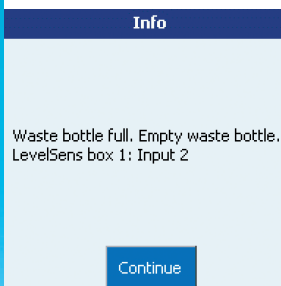 Info
Waste bottle full. Empty waste bottle.
LevelSens box 1: Input 2
Continue